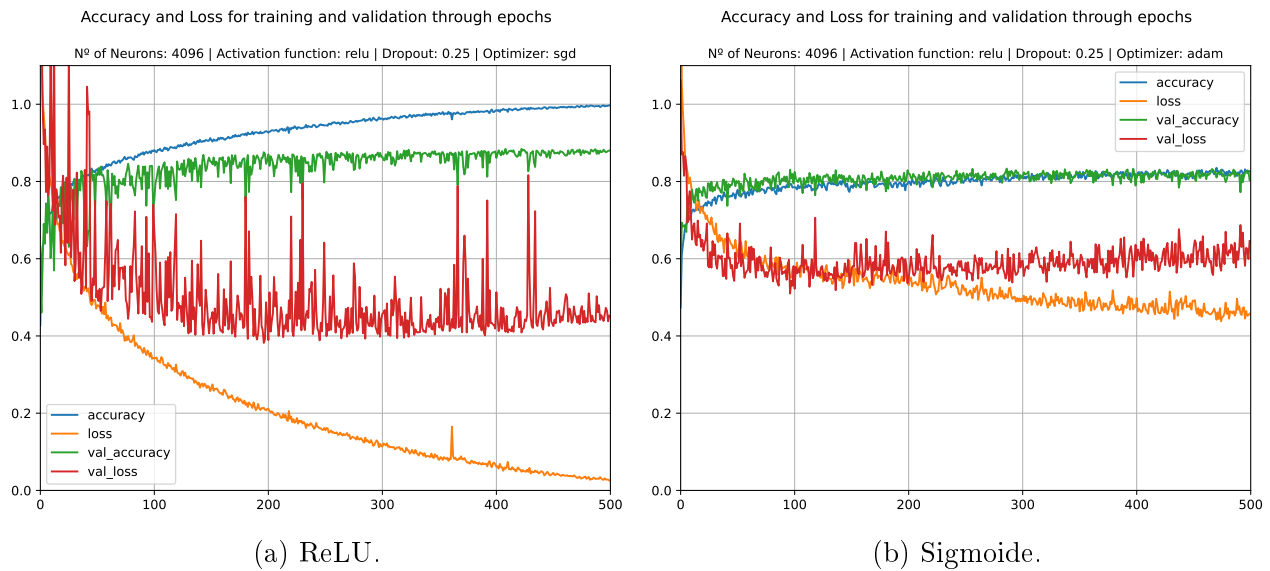 Accuracy and Loss for training and validation through epochs
Nº of Neurons: 4096 | Activation function: relu | Dropout: 0.25 | Optimizer: sgd
1.0
0.8
0.6
0.4
0.2
0.0
0 100 200 300 400 500
accuracy
loss
val_accuracy
val_loss
(a) ReLU.
Accuracy and Loss for training and validation through epochs
Nº of Neurons: 4096 | Activation function: relu | Dropout: 0.25 | Optimizer: adam
accuracy
loss
val_accuracy
val_loss
1.0
0.8
0.6
0.4
0.2
0.0
0 100 200 300 400 500
(b) Sigmoide.